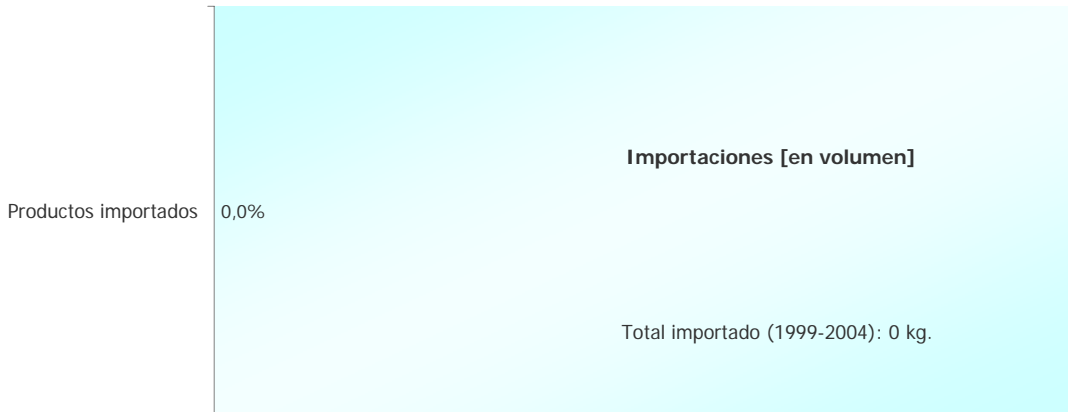 Importaciones [en volumen]
Productos importados 0,0%
Total importado (1999-2004): 0 kg.